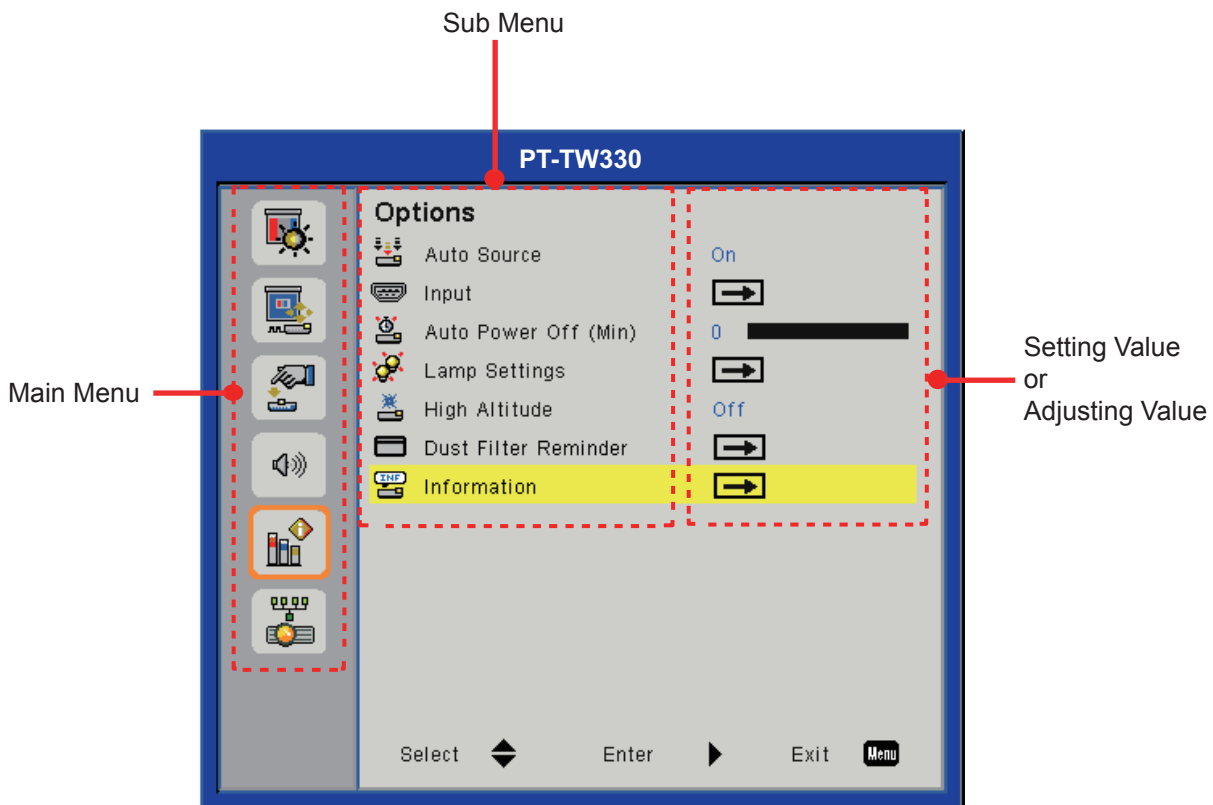 Sub Menu
PT-TW330
Options
Auto Source On
Input
Auto Power Off (Min) 0
Lamp Settings
High Altitude Off
Dust Filter Reminder
INF Information
Main Menu
Setting Value
or
Adjusting Value
Select Enter Exit Menu